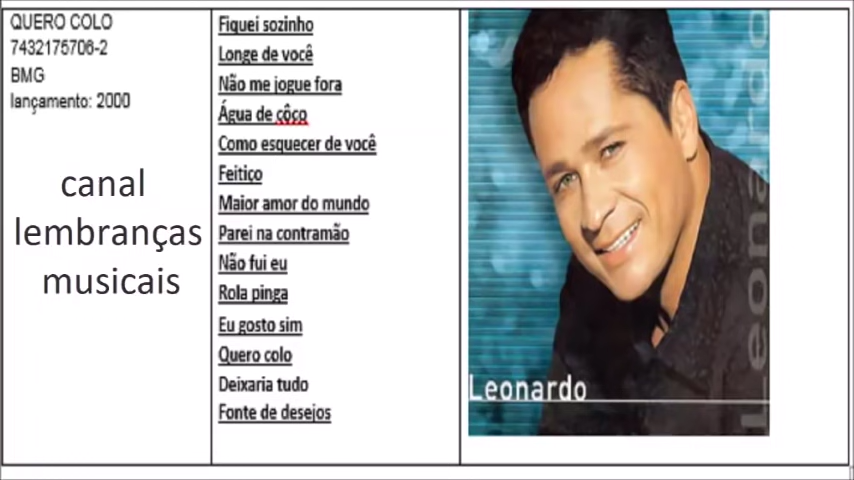 QUERO COLO
7432175706-2
BMG
lançamento: 2000
canal
lembranças
musicais
Fiquei sozinho
Longe de você
Não me jogue fora
Água de côco
Como esquecer de você
Feitiço
Maior amor do mundo
Parei na contramão
Não fui eu
Rola pinga
Eu gosto sim
Quero colo
Deixaria tudo
Fonte de desejos
Leonardo
Leonardo